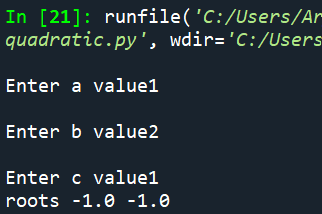 In [21]: runfile('C:/Users/Ar
quadratic.py', wdir='C:/Users
Enter a value1
Enter b value2
Enter c value1
roots -1.0 -1.0